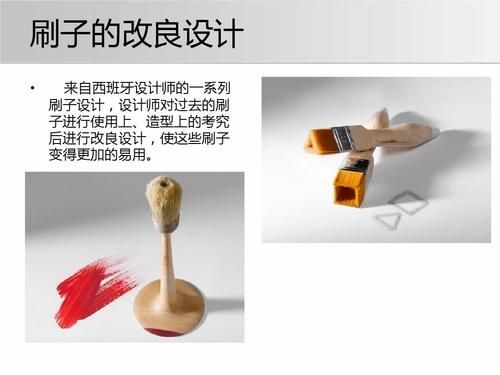 刷子的改良设计
• 来自西班牙设计师的一系列
刷子设计，设计师对过去的刷
子进行使用上、造型上的考究
后进行改良设计，使这些刷子
变得更加的易用。